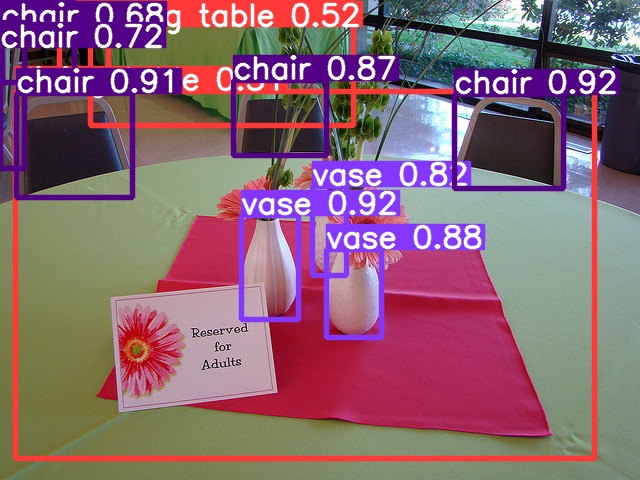 chair 0.68
g table 0.52
chair 0.72
chair 0.91
chair 0.87
chair 0.92
vase 0.82
vase 0.92
vase 0.88
Reserved
for
Adults